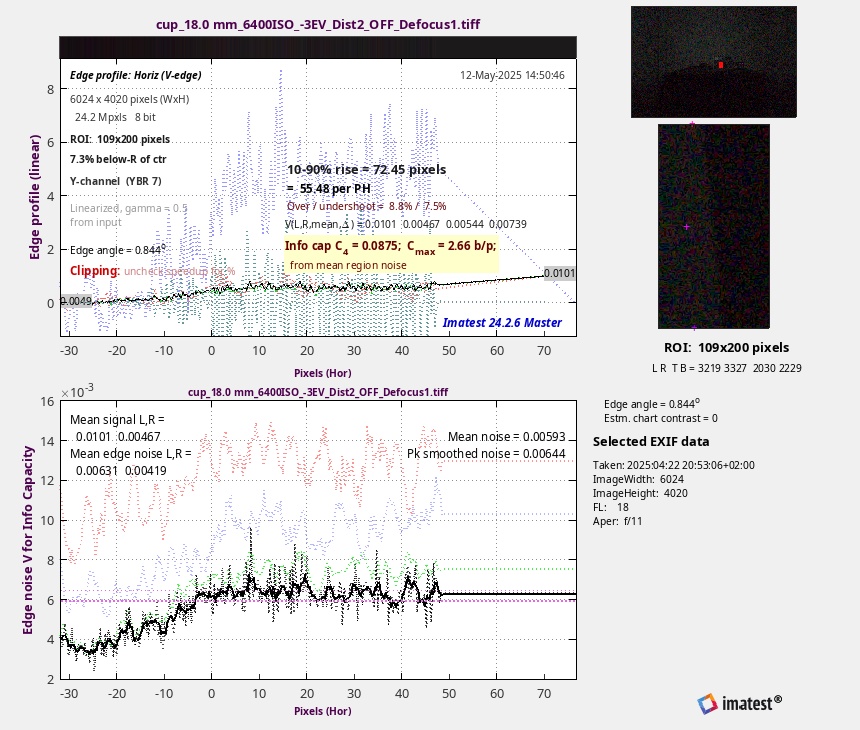 cup_18.0 mm_6400ISO_-3EV_Dist2_OFF_Defocus1.tiff
Edge profile: Horiz (V-edge)
12-May-2025 14:50:46
6024 x 4020 pixels (WxH)
24.2 Mpxls 8 bit
ROI: 109x200 pixels
7.3% below-R of ctr
Y-channel (YBR 7)
Linearized, gamma = 0.5
from input
Edge angle = 0.844o
Clipping: uncheck speedup for %
10-90% rise = 72.45 pixels
= 55.48 per PH
Over / undershoot = 8.8% / 7.5%
V(L,R,mean,Δ) = 0.0101 0.00467 0.00544 0.00739
Info cap C4 = 0.0875; Cmax = 2.66 b/p;
from mean region noise
0.0049
0.0101
Imatest 24.2.6 Master
Edge profile (linear)
8
6
4
2
0
-30 -20 -10 0 10 20 30 40 50 60 70
Pixels (Hor)
×10-3
cup_18.0 mm_6400ISO_-3EV_Dist2_OFF_Defocus1.tiff
Mean signal L,R =
0.0101 0.00467
Mean edge noise L,R =
0.00631 0.00419
Mean noise = 0.00593
Pk smoothed noise = 0.00644
Edge noise V for Info Capacity
16
14
12
10
8
6
4
2
-30 -20 -10 0 10 20 30 40 50 60 70
Pixels (Hor)
ROI: 109x200 pixels
L R T B = 3219 3327 2030 2229
Edge angle = 0.844o
Estm. chart contrast = 0
Selected EXIF data
Taken: 2025:04:22 20:53:06+02:00
ImageWidth: 6024
ImageHeight: 4020
FL: 18
Aper: f/11
imatest®